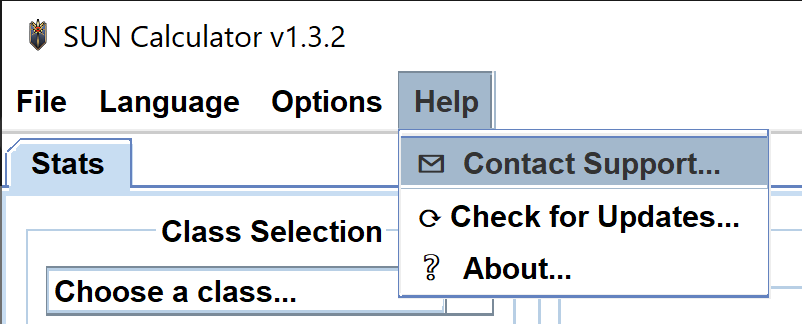 SUN Calculator v1.3.2
File Language Options Help
Stats
Contact Support...
Check for Updates...
About...
Class Selection
Choose a class...